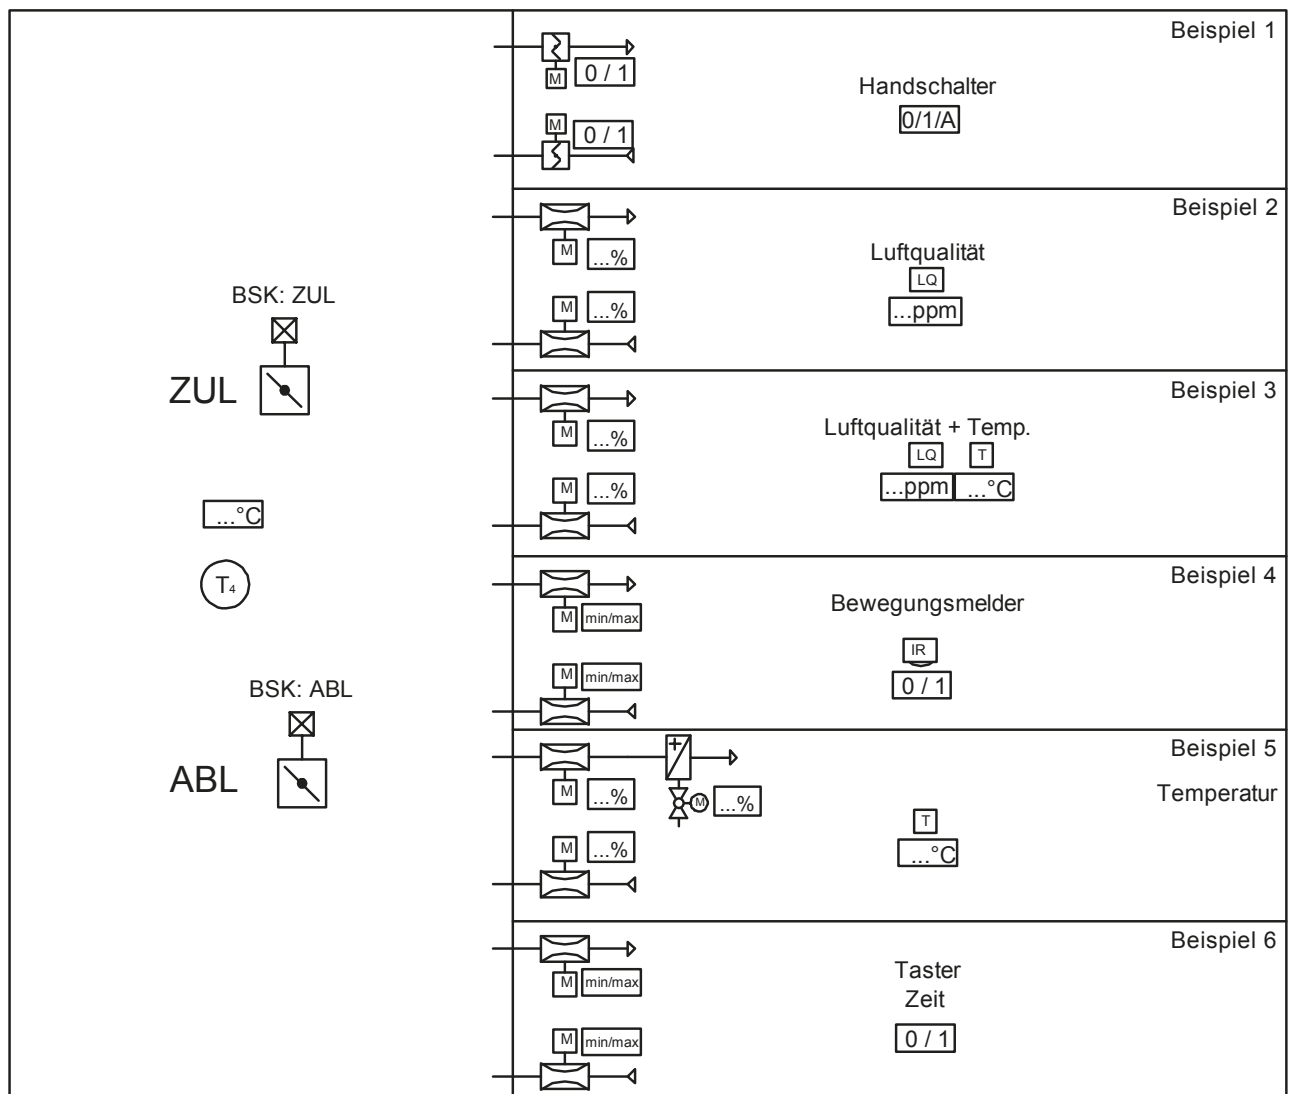 BSK: ZUL
ZUL
...°C
T4
BSK: ABL
ABL
Beispiel 1
M
0 / 1
Handschalter
0/1/A
M
0 / 1
Beispiel 2
M
...%
Luftqualität
LQ
...ppm
M
...%
Beispiel 3
M
...%
Luftqualität + Temp.
LQ T
...ppm ...°C
M
...%
Beispiel 4
M
min/max
Bewegungsmelder
IR
0 / 1
M
min/max
Beispiel 5
Temperatur
+
M
...%
M
...%
T
...°C
M
...%
Beispiel 6
M
min/max
Taster
Zeit
0 / 1
M
min/max